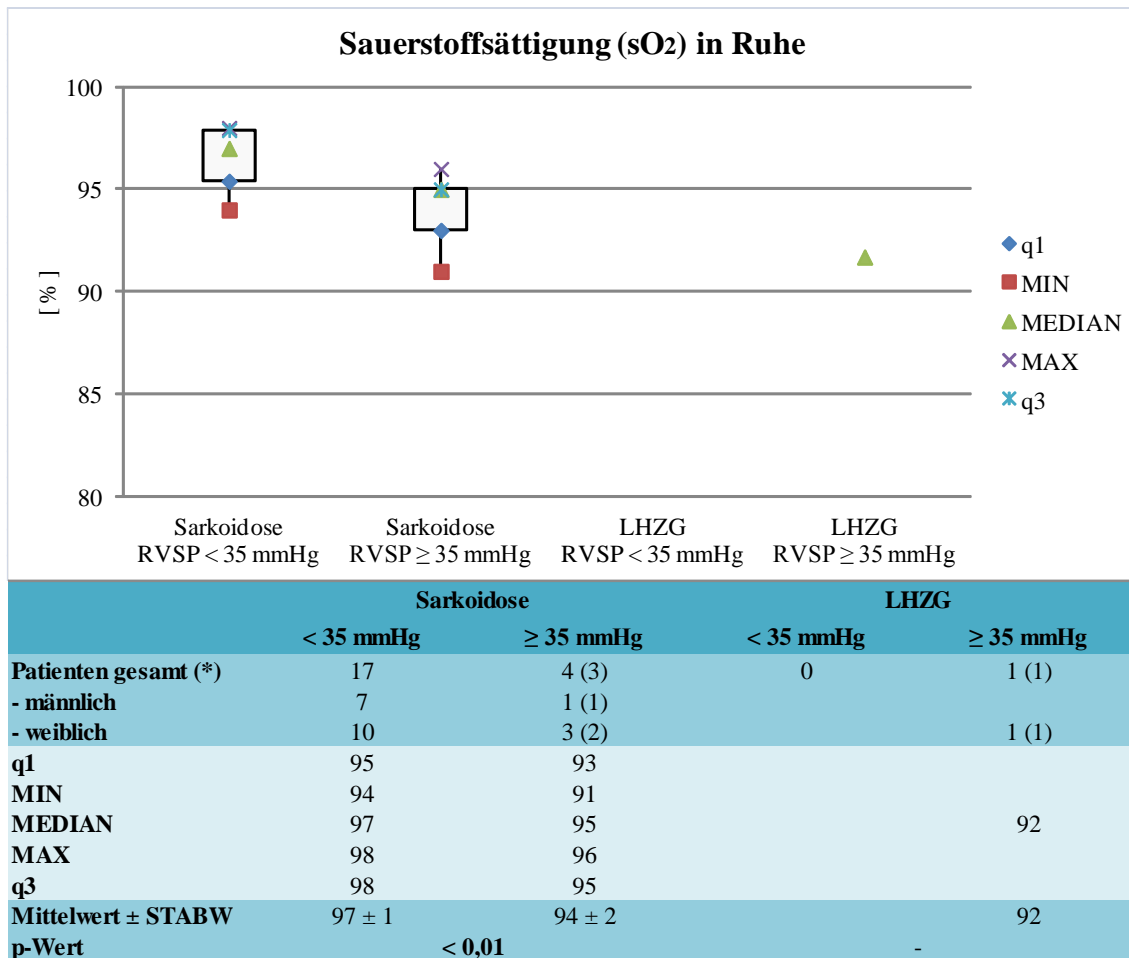 Sauerstoffsättigung (sO2) in Ruhe
100
95
90
85
80
[ % ]
Sarkoidose RVSP < 35 mmHg
Sarkoidose RVSP ≥ 35 mmHg
LHZG RVSP < 35 mmHg
LHZG RVSP ≥ 35 mmHg
q1
MIN
MEDIAN
MAX
q3
Sarkoidose LHZG
< 35 mmHg ≥ 35 mmHg < 35 mmHg ≥ 35 mmHg
Patienten gesamt (*) 17 4 (3) 0 1 (1)
- männlich 7 1 (1)
- weiblich 10 3 (2) 1 (1)
q1 95 93
MIN 94 91
MEDIAN 97 95 92
MAX 98 96
q3 98 95
Mittelwert ± STABW 97 ± 1 94 ± 2 92
p-Wert < 0,01 -